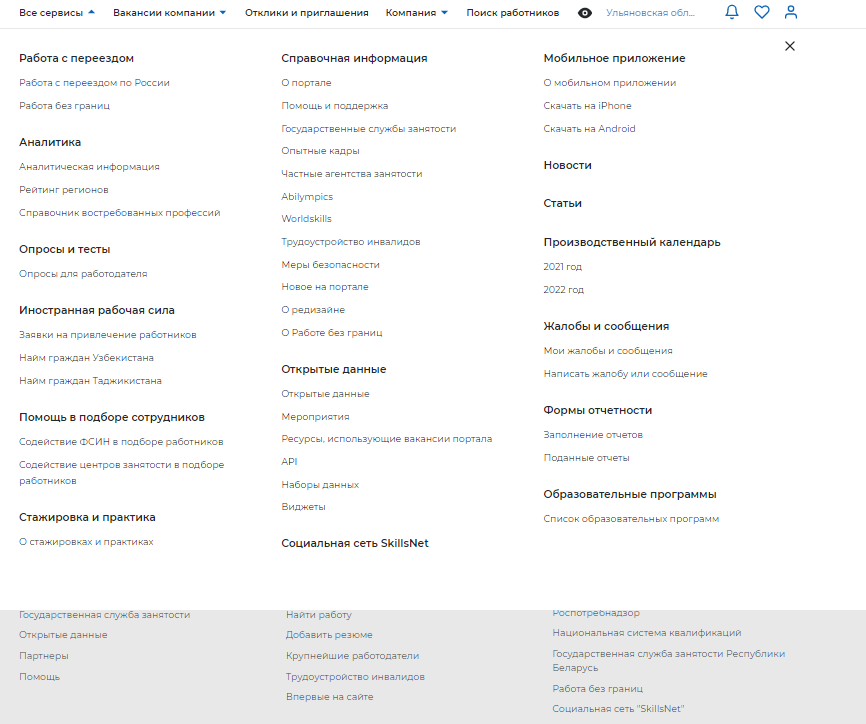 Все сервисы
Вакансии компании
Отклики и приглашения
Компания
Поиск работников
Ульяновская обл...
Работа с переездом
Работа с переездом по России
Работа без границ
Аналитика
Аналитическая информация
Рейтинг регионов
Справочник востребованных профессий
Опросы и тесты
Опросы для работодателя
Иностранная рабочая сила
Заявки на привлечение работников
Найм граждан Узбекистана
Найм граждан Таджикистана
Помощь в подборе сотрудников
Содействие ФСИН в подборе работников
Содействие центров занятости в подборе
работников
Стажировка и практика
О стажировках и практиках
Справочная информация
О портале
Помощь и поддержка
Государственные службы занятости
Опытные кадры
Частные агентства занятости
Abilympics
Worldskills
Трудоустройство инвалидов
Меры безопасности
Новое на портале
О редизайне
О Работе без границ
Открытые данные
Открытые данные
Мероприятия
Ресурсы, использующие вакансии портала
API
Наборы данных
Виджеты
Социальная сеть SkillsNet
Мобильное приложение
О мобильном приложении
Скачать на iPhone
Скачать на Android
Новости
Статьи
Производственный календарь
2021 год
2022 год
Жалобы и сообщения
Мои жалобы и сообщения
Написать жалобу или сообщение
Формы отчетности
Заполнение отчетов
Поданные отчеты
Образовательные программы
Список образовательных программ
Государственная служба занятости
Открытые данные
Партнеры
Помощь
Найти работу
Добавить резюме
Крупнейшие работодатели
Трудоустройство инвалидов
Впервые на сайте
Роспотребнадзор
Национальная система квалификаций
Государственная служба занятости Республики
Беларусь
Работа без границ
Социальная сеть "SkillsNet"